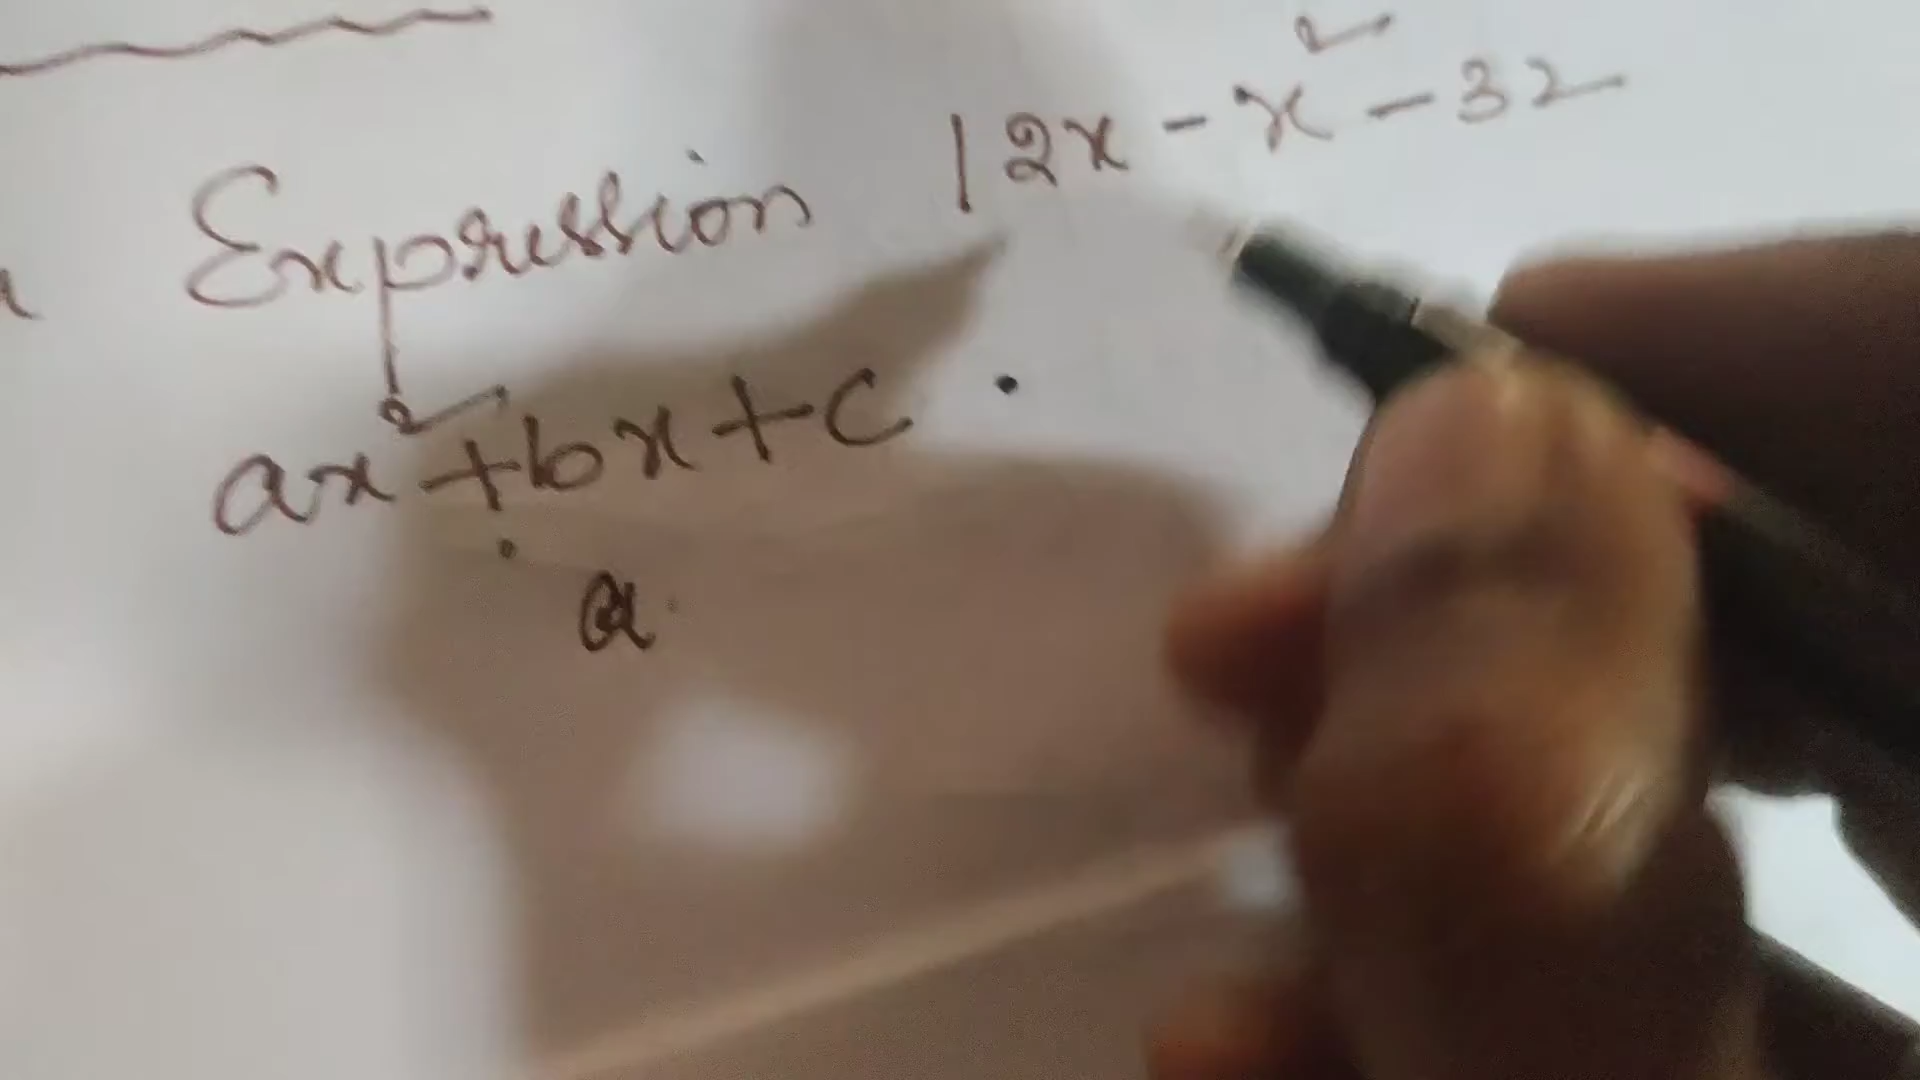 Expression 12x - x² - 32
ax² + bx + c .
a